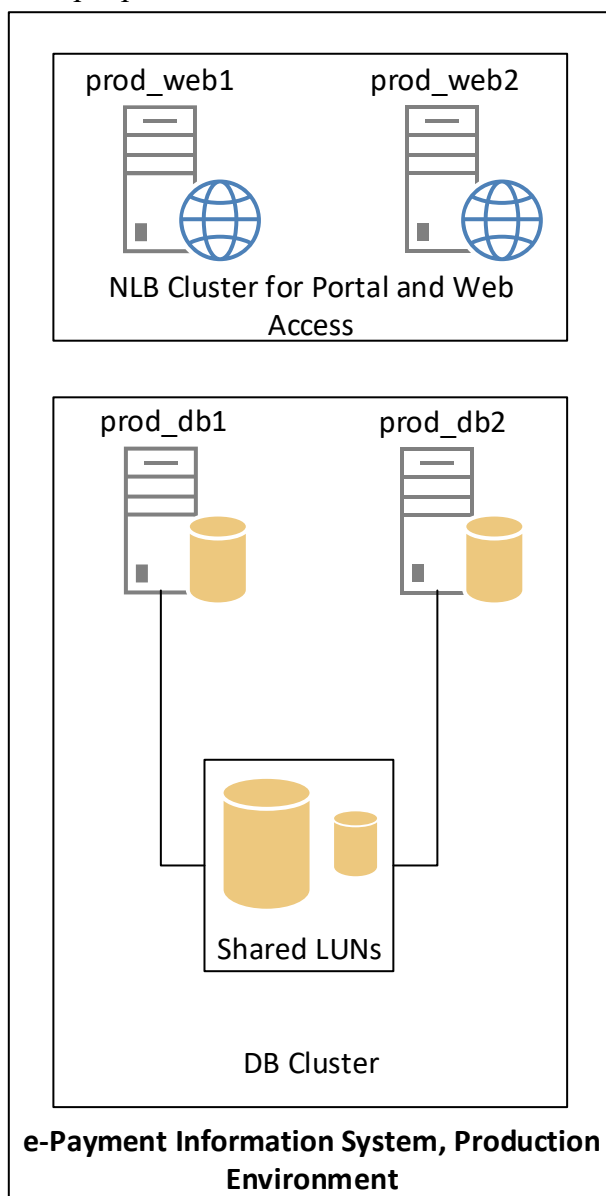 prod_web1 prod_web2
NLB Cluster for Portal and Web
Access
prod_db1 prod_db2
Shared LUNs
DB Cluster
e-Payment Information System, Production
Environment